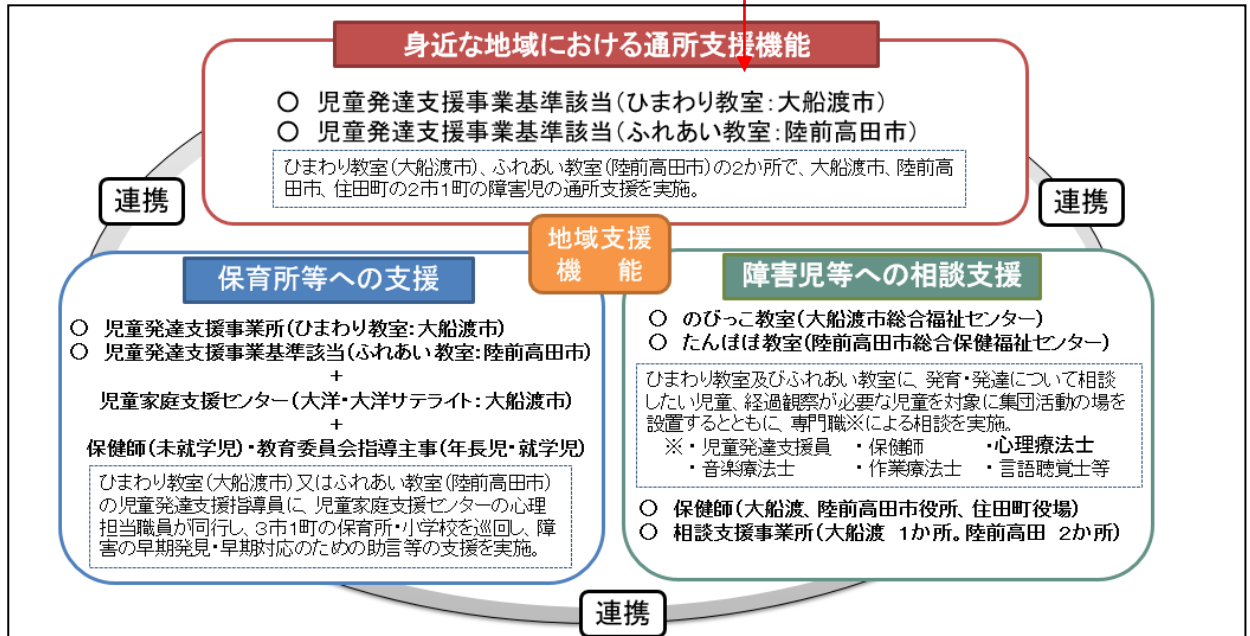 身近な地域における通所支援機能
○ 児童発達支援事業基準該当(ひまわり教室:大船渡市)
○ 児童発達支援事業基準該当(ふれあい教室:陸前高田市)
ひまわり教室(大船渡市)、ふれあい教室(陸前高田市)の2か所で、大船渡市、陸前高
田市、住田町の2市1町の障害児の通所支援を実施。
連携
連携
地域支援
機 能
保育所等への支援
○ 児童発達支援事業所(ひまわり教室:大船渡市)
○ 児童発達支援事業基準該当(ふれあい教室:陸前高田市)
+
児童家庭支援センター(大洋・大洋サテライト:大船渡市)
+
保健師(未就学児)・教育委員会指導主事(年長児・就学児)
ひまわり教室(大船渡市)又はふれあい教室(陸前高田市)
の児童発達支援指導員に、児童家庭支援センターの心理
担当職員が同行し、3市1町の保育所・小学校を巡回し、障
害の早期発見・早期対応のための助言等の支援を実施。
障害児等への相談支援
○ のびっこ教室(大船渡市総合福祉センター)
○ たんぽぽ教室(陸前高田市総合保健福祉センター)
ひまわり教室及びふれあい教室に、発育・発達について相談
したい児童、経過観察が必要な児童を対象に集団活動の場を
設置するとともに、専門職※による相談を実施。
※・児童発達支援員 ・保健師 ・心理療法士
・音楽療法士 ・作業療法士 ・言語聴覚士等
○ 保健師(大船渡、陸前高田市役所、住田町役場)
○ 相談支援事業所(大船渡 1か所。陸前高田 2か所)
連携